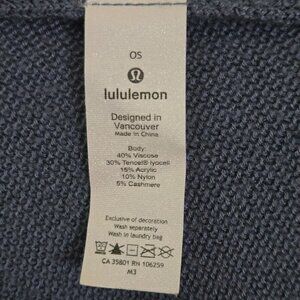 OS
lululemon
Designed in
Vancouver
Made in China
Body:
40% Viscose
30% Tencel® lyocell
15% Acrylic
10% Nylon
5% Cashmere
Exclusive of decoration
Wash separately
Wash in laundry bag
CA 35801 RN 106259
M3